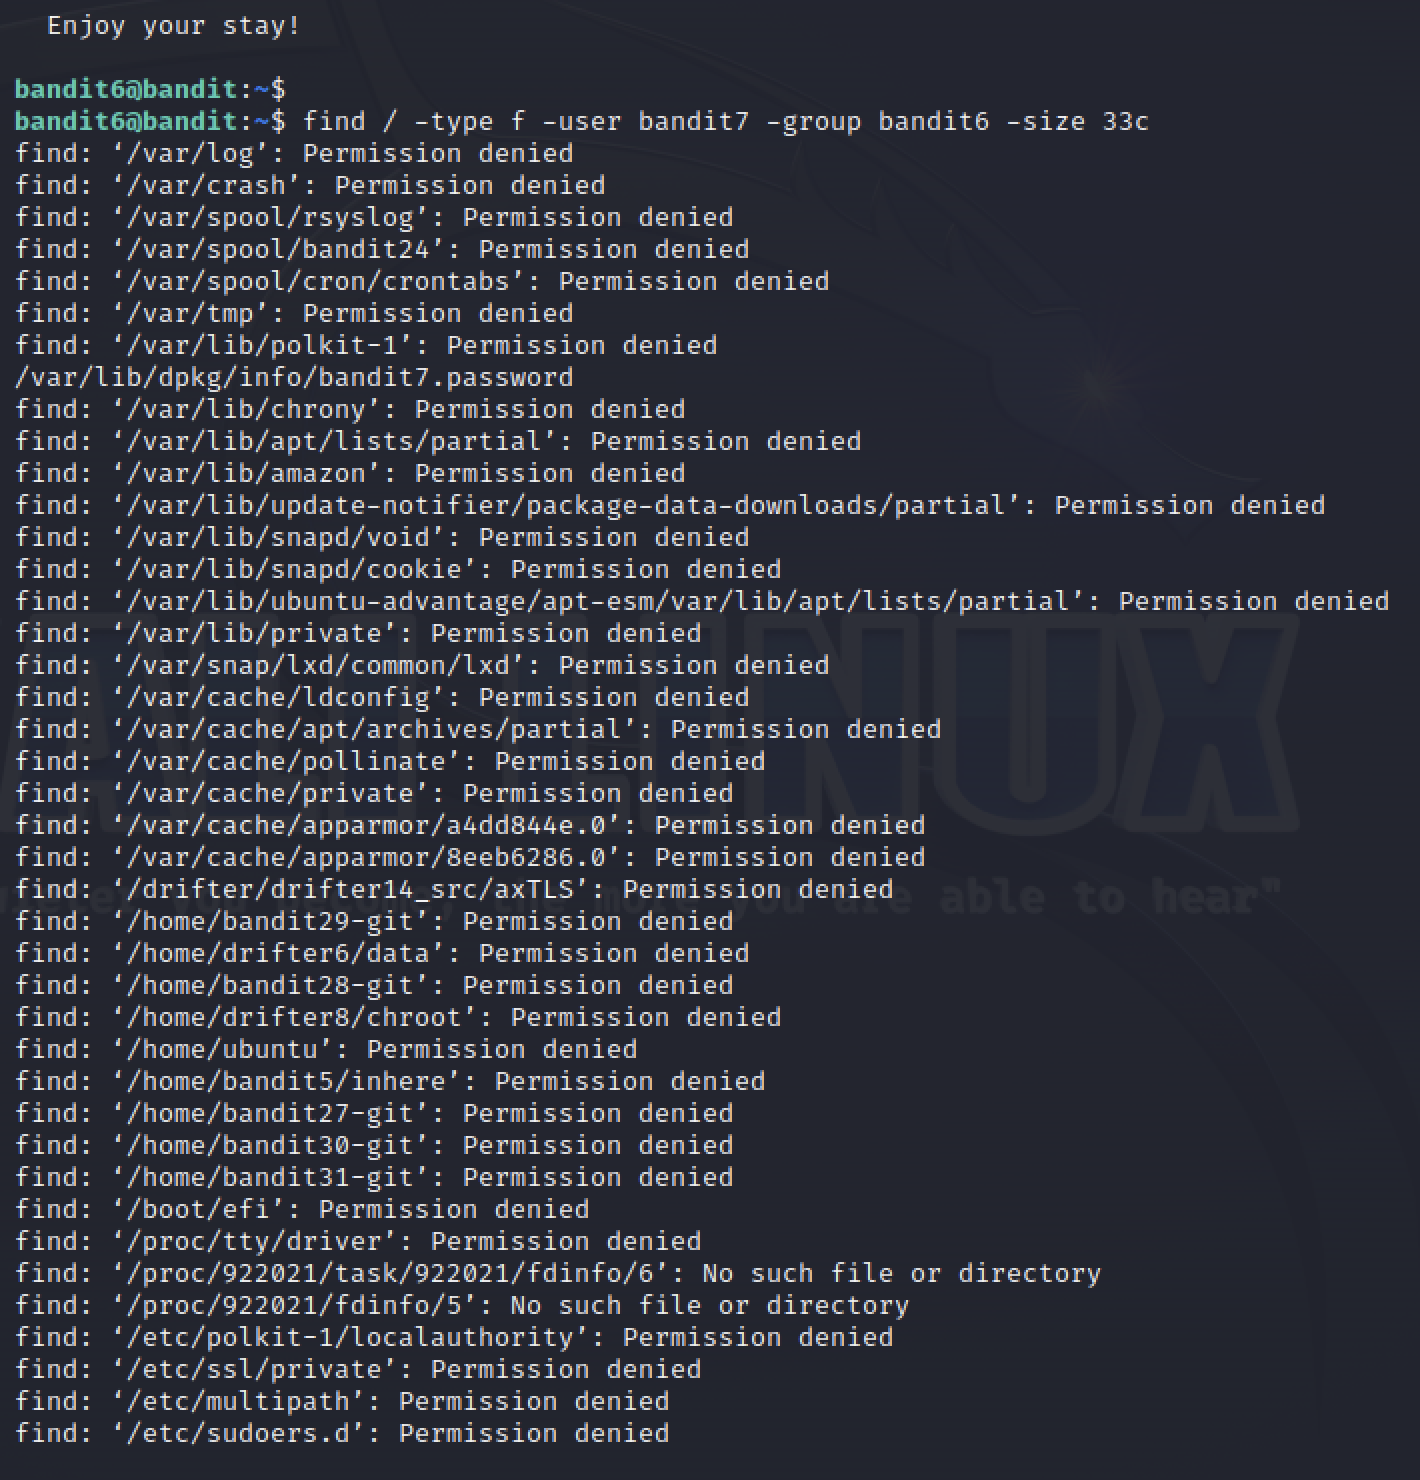 Enjoy your stay!
bandit6@bandit:~$
bandit6@bandit:~$ find / -type f -user bandit7 -group bandit6 -size 33c
find: ‘/var/log’: Permission denied
find: ‘/var/crash’: Permission denied
find: ‘/var/spool/rsyslog’: Permission denied
find: ‘/var/spool/bandit24’: Permission denied
find: ‘/var/spool/cron/crontabs’: Permission denied
find: ‘/var/tmp’: Permission denied
find: ‘/var/lib/polkit-1’: Permission denied
/var/lib/dpkg/info/bandit7.password
find: ‘/var/lib/chrony’: Permission denied
find: ‘/var/lib/apt/lists/partial’: Permission denied
find: ‘/var/lib/amazon’: Permission denied
find: ‘/var/lib/update-notifier/package-data-downloads/partial’: Permission denied
find: ‘/var/lib/snapd/void’: Permission denied
find: ‘/var/lib/snapd/cookie’: Permission denied
find: ‘/var/lib/ubuntu-advantage/apt-esm/var/lib/apt/lists/partial’: Permission denied
find: ‘/var/lib/private’: Permission denied
find: ‘/var/snap/lxd/common/lxd’: Permission denied
find: ‘/var/cache/ldconfig’: Permission denied
find: ‘/var/cache/apt/archives/partial’: Permission denied
find: ‘/var/cache/pollinate’: Permission denied
find: ‘/var/cache/private’: Permission denied
find: ‘/var/cache/apparmor/a4dd844e.0’: Permission denied
find: ‘/var/cache/apparmor/8eeb6286.0’: Permission denied
find: ‘/drifter/drifter14_src/axTLS’: Permission denied
find: ‘/home/bandit29-git’: Permission denied
find: ‘/home/drifter6/data’: Permission denied
find: ‘/home/bandit28-git’: Permission denied
find: ‘/home/drifter8/chroot’: Permission denied
find: ‘/home/ubuntu’: Permission denied
find: ‘/home/bandit5/inhere’: Permission denied
find: ‘/home/bandit27-git’: Permission denied
find: ‘/home/bandit30-git’: Permission denied
find: ‘/home/bandit31-git’: Permission denied
find: ‘/boot/efi’: Permission denied
find: ‘/proc/tty/driver’: Permission denied
find: ‘/proc/922021/task/922021/fdinfo/6’: No such file or directory
find: ‘/proc/922021/fdinfo/5’: No such file or directory
find: ‘/etc/polkit-1/localauthority’: Permission denied
find: ‘/etc/ssl/private’: Permission denied
find: ‘/etc/multipath’: Permission denied
find: ‘/etc/sudoers.d’: Permission denied
LINUX
the more you are able to hear"